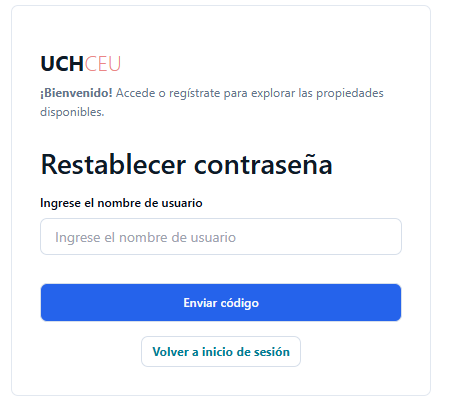 UCHCEU
¡Bienvenido! Accede o regístrate para explorar las propiedades
disponibles.
Restablecer contraseña
Ingrese el nombre de usuario
Ingrese el nombre de usuario
Enviar código
Volver a inicio de sesión